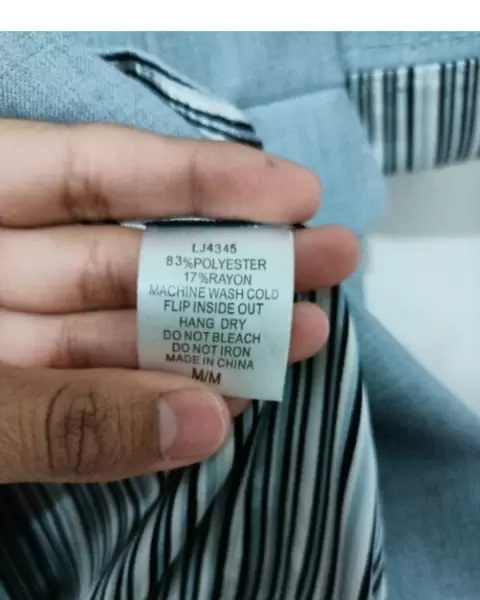 LJ4345
83%POLYESTER
17%RAYON
MACHINE WASH COLD
FLIP INSIDE OUT
HANG DRY
DO NOT BLEACH
DO NOT IRON
MADE IN CHINA
M/M